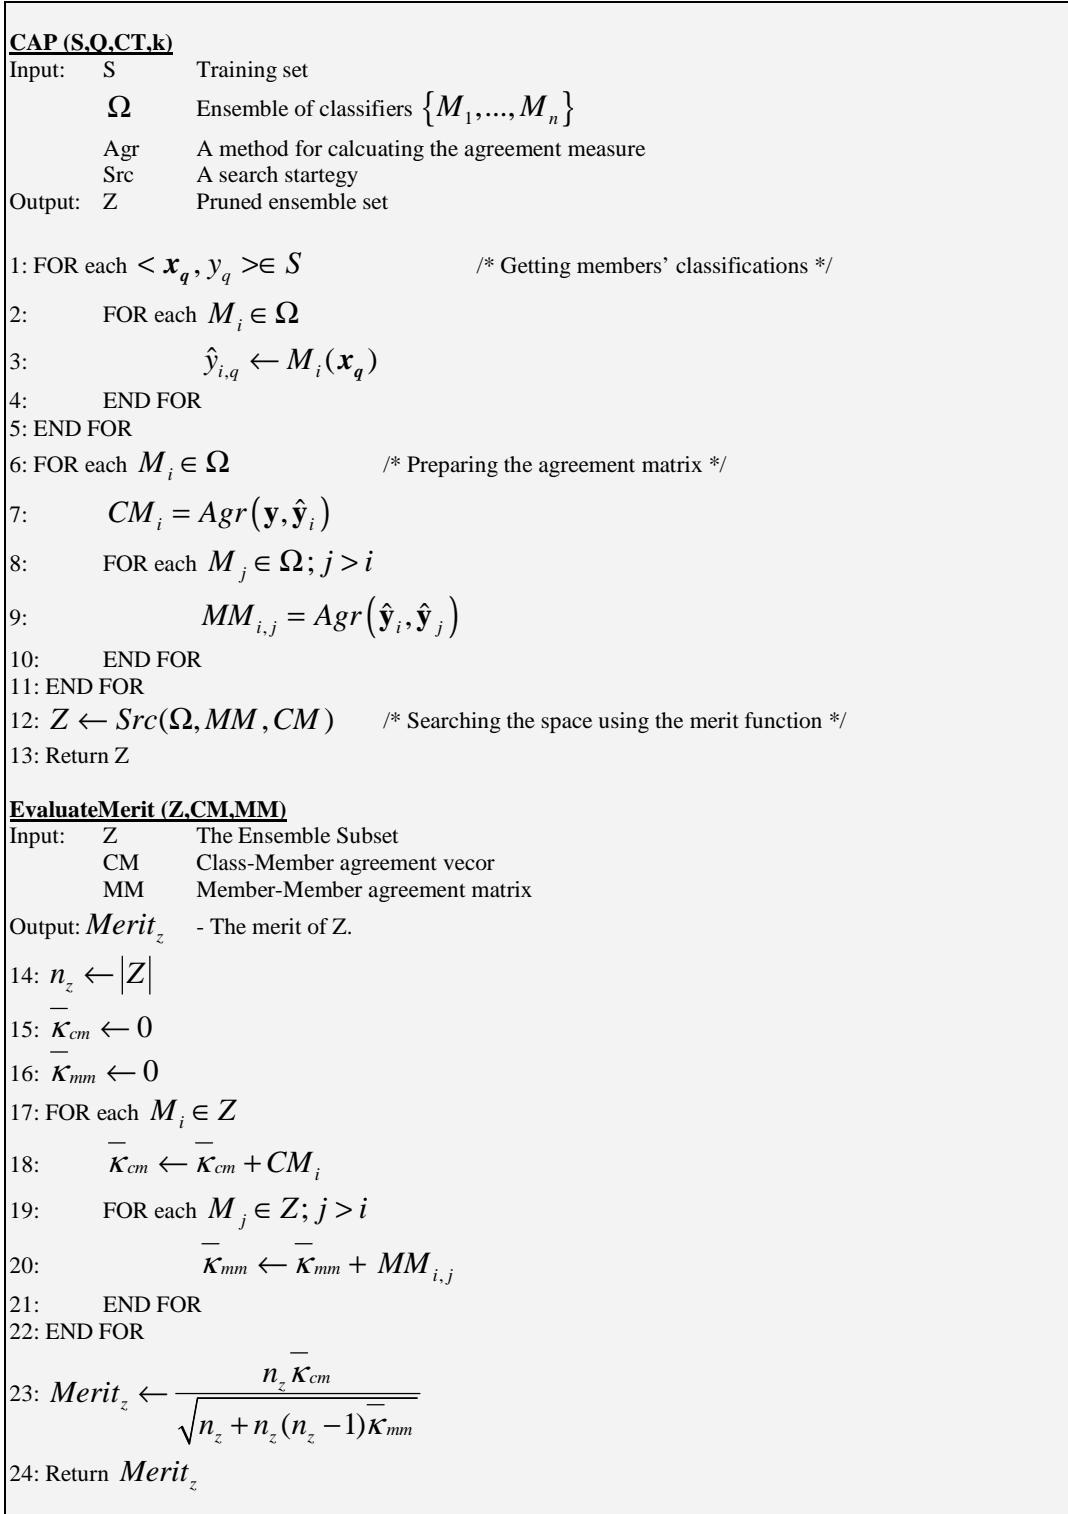 CAP (S,Q,CT,k)
Input: S Training set
Ω Ensemble of classifiers {M_1,...,M_n}
Agr A method for calcuating the agreement measure
Src A search startegy
Output: Z Pruned ensemble set
1: FOR each < x_q, y_q >∈ S /* Getting members’ classifications */
2: FOR each M_i ∈ Ω
3: ŷ_{i,q} ← M_i(x_q)
4: END FOR
5: END FOR
6: FOR each M_i ∈ Ω /* Preparing the agreement matrix */
7: CM_i = Agr(y, ŷ_i)
8: FOR each M_j ∈ Ω; j > i
9: MM_{i,j} = Agr(ŷ_i, ŷ_j)
10: END FOR
11: END FOR
12: Z ← Src(Ω, MM, CM) /* Searching the space using the merit function */
13: Return Z
EvaluateMerit (Z,CM,MM)
Input: Z The Ensemble Subset
CM Class-Member agreement vecor
MM Member-Member agreement matrix
Output: Merit_z - The merit of Z.
14: n_z ← |Z|
15: κ̄_cm ← 0
16: κ̄_mm ← 0
17: FOR each M_i ∈ Z
18: κ̄_cm ← κ̄_cm + CM_i
19: FOR each M_j ∈ Z; j > i
20: κ̄_mm ← κ̄_mm + MM_{i,j}
21: END FOR
22: END FOR
23: Merit_z ← n_z κ̄_cm / √(n_z + n_z(n_z −1)κ̄_mm)
24: Return Merit_z